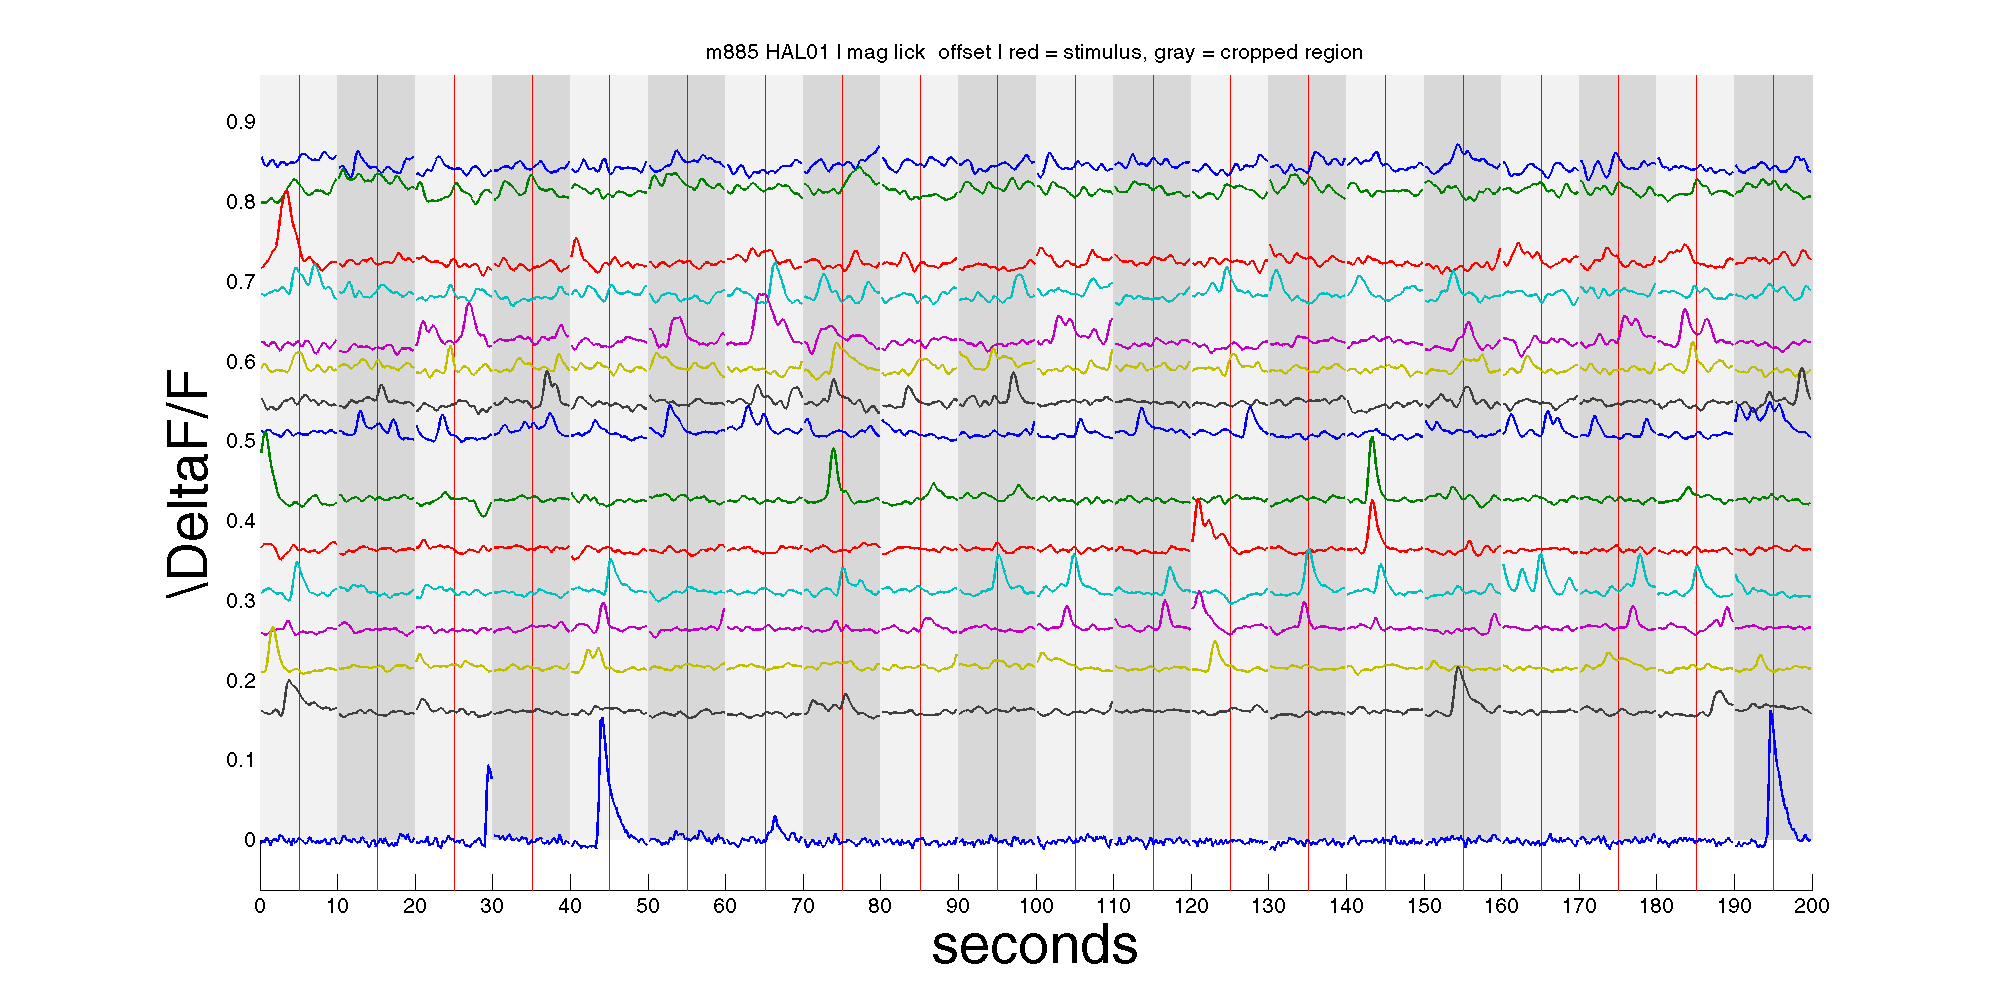 m885 HAL01 | mag lick  offset | red = stimulus, gray = cropped region
0.9
0.8
0.7
0.6
0.5
0.4
0.3
0.2
0.1
0
\DeltaF/F
0 10 20 30 40 50 60 70 80 90 100 110 120 130 140 150 160 170 180 190 200
seconds